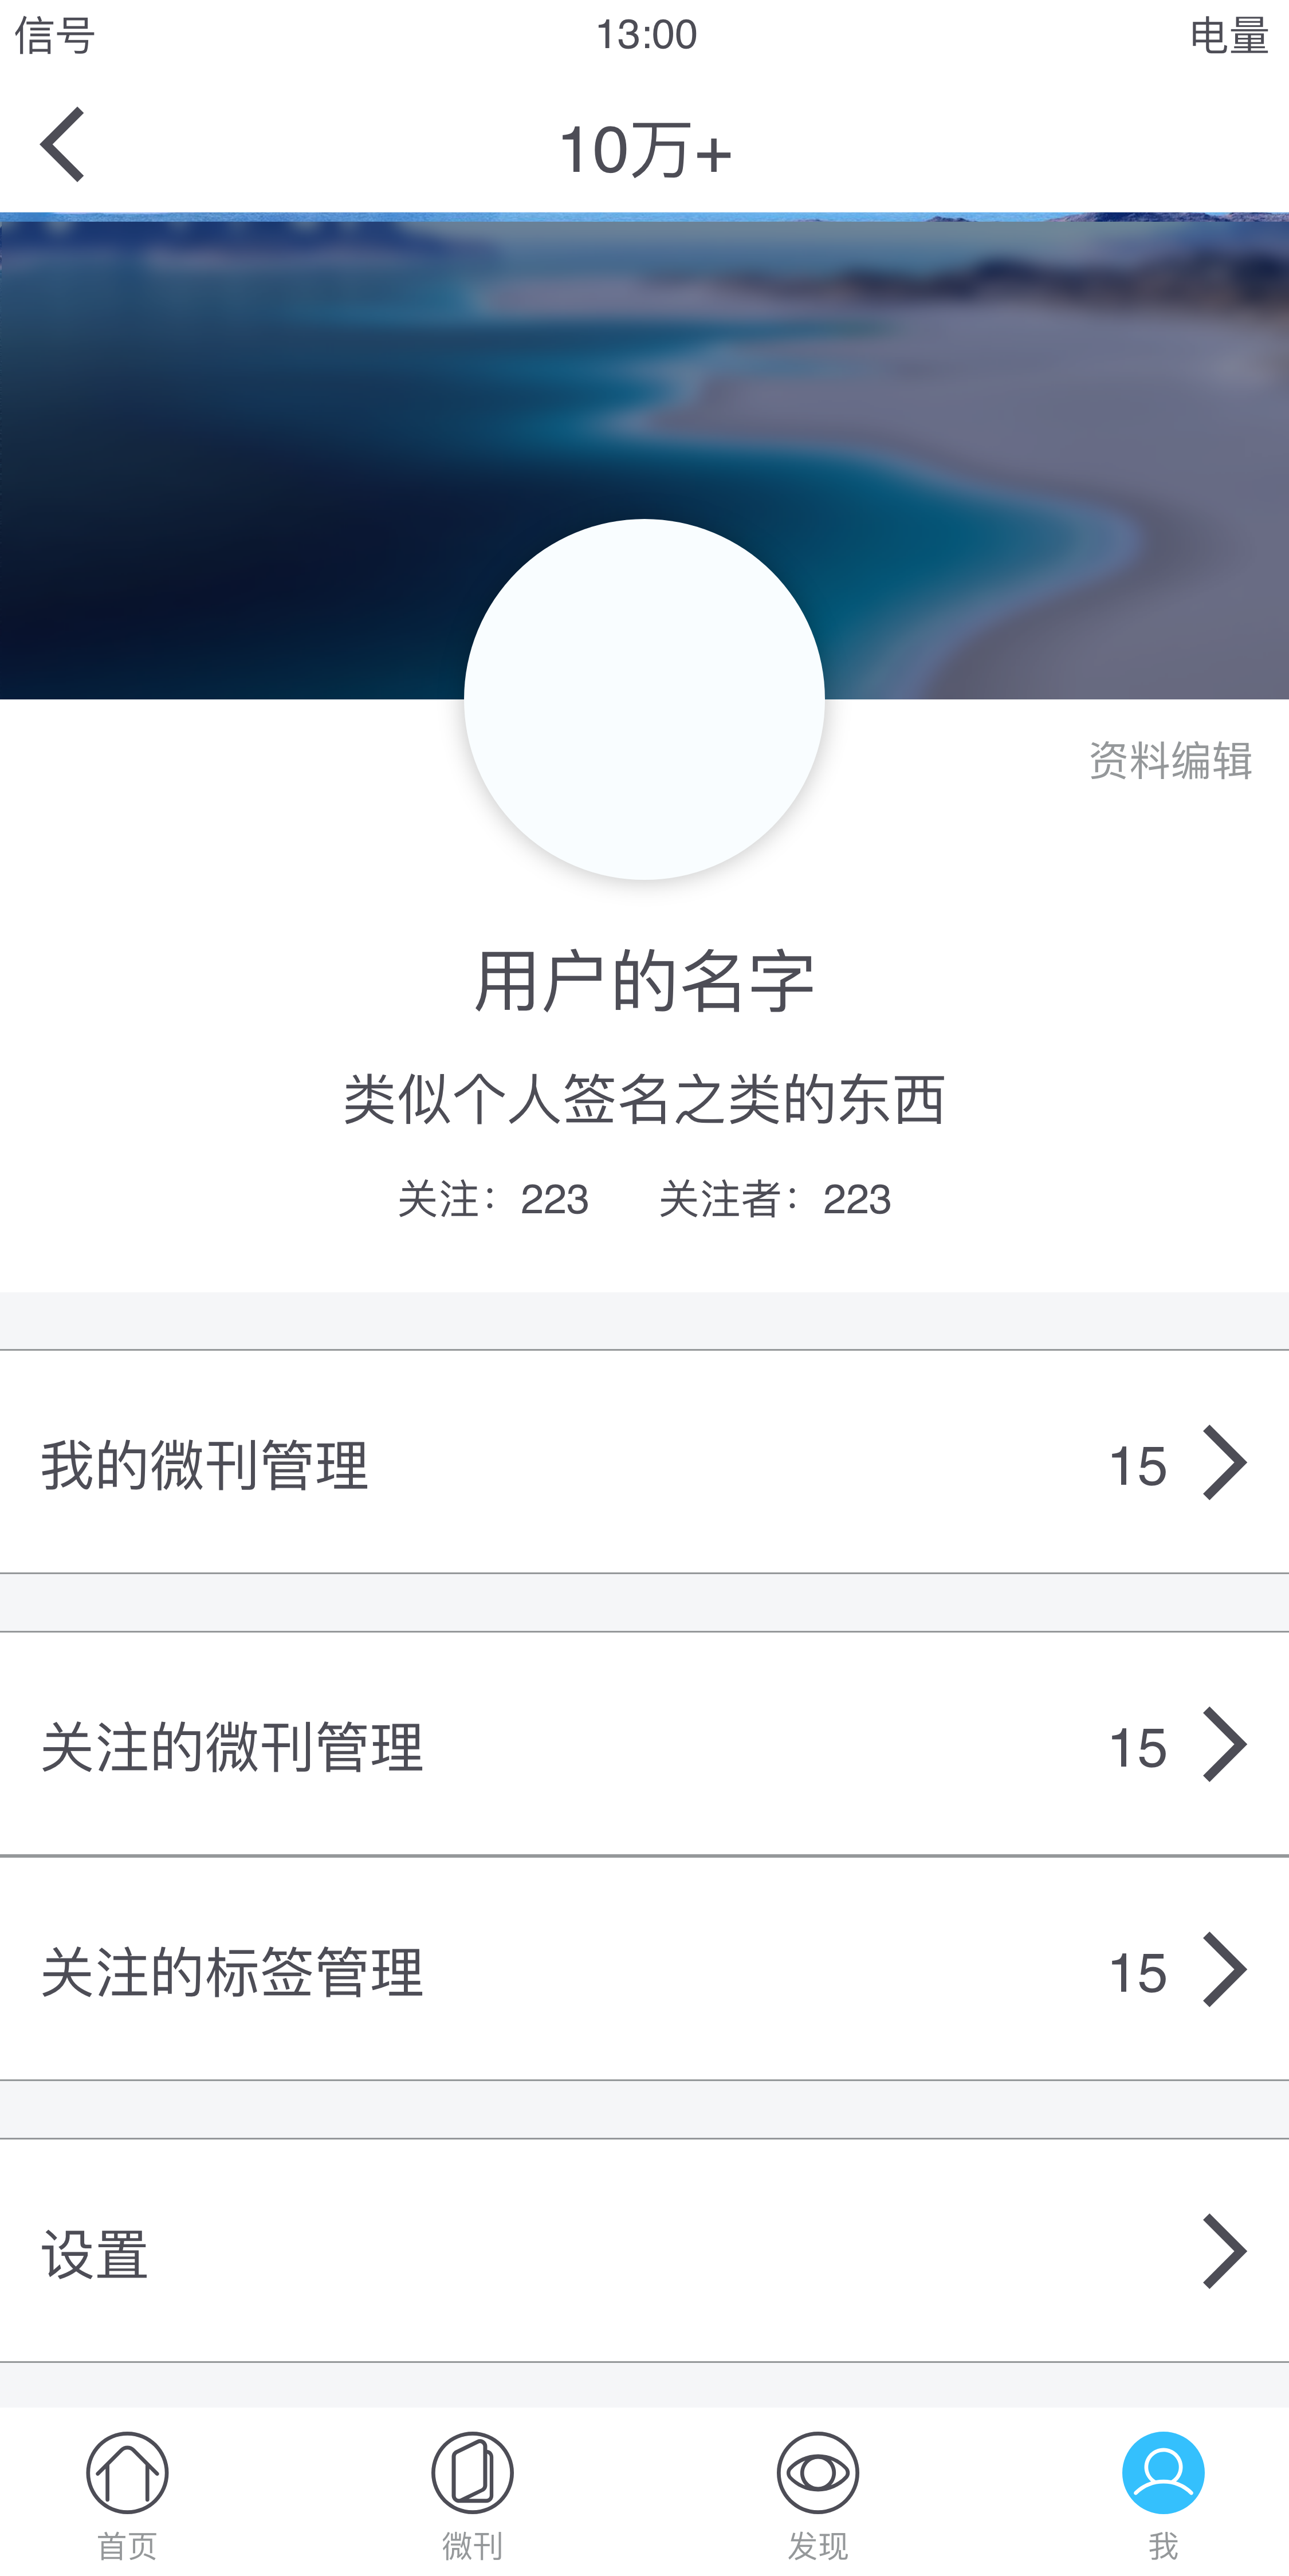 信号 13:00 电量
10万+
资料编辑
用户的名字
类似个人签名之类的东西
关注：223 关注者：223
我的微刊管理 15
关注的微刊管理 15
关注的标签管理 15
设置
首页 微刊 发现 我